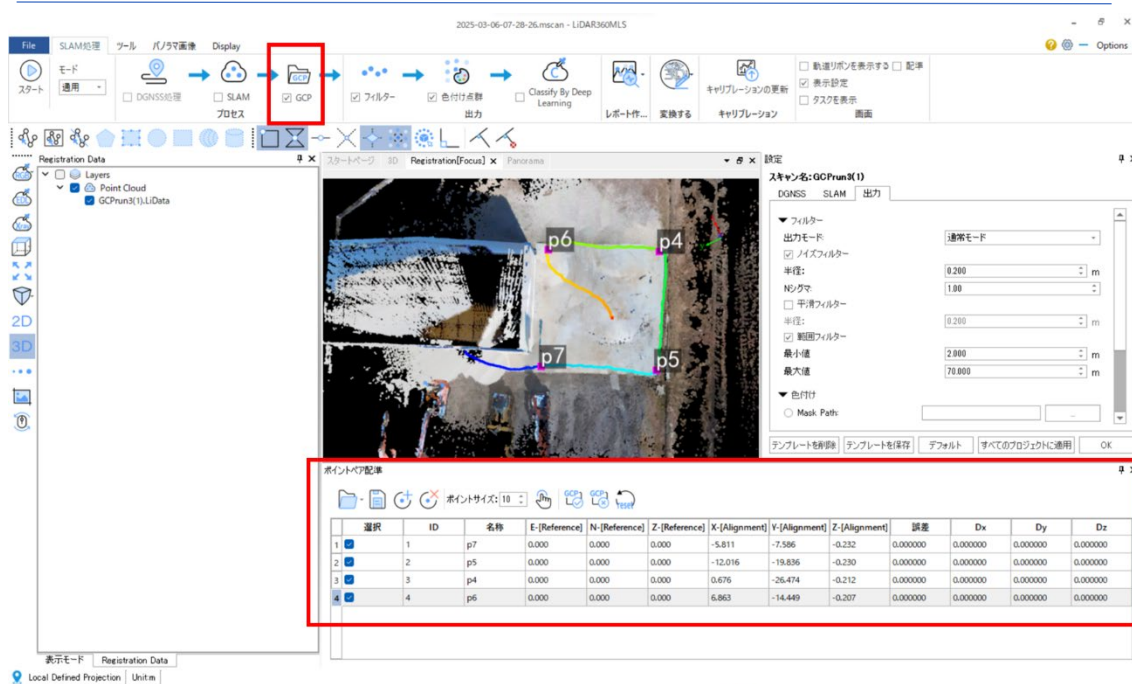 2025-03-06-07-28-26.mscan - LiDAR360MLS
File SLAM処理 ツール パノラマ画像 Display Options
スタート
モード
適用
DGNSS処理
SLAM
GCP
GCP
プロセス
フィルター
色付け点群
Classify By Deep Learning
出力
レポート作...
変換する
キャリブレーションの更新
キャリブレーション
軌道リボンを表示する 配準
表示設定
タスクを表示
画面
Registration Data
Layers
Point Cloud
GCPrun3(1).LiData
2D
3D
スタートページ 3D Registration[Focus] Panorama
p6 p4
p7 p5
設定
スキャン名:GCPrun3(1)
DGNSS SLAM 出力
フィルター
出力モード: 通常モード
ノイズフィルター
半径: 0.200 m
Nシグマ: 1.00
平滑フィルター
半径: 0.200 m
範囲フィルター
最小値 2.000 m
最大値 70.000 m
色付け
Mask Path: ...
テンプレートを削除 テンプレートを保存 デフォルト すべてのプロジェクトに適用 OK
ポイントペア配準
ポイントサイズ: 10 GCP GCP reset
選択 ID 名称 E-[Reference] N-[Reference] Z-[Reference] X-[Alignment] Y-[Alignment] Z-[Alignment] 誤差 Dx Dy Dz
1 1 p7 0.000 0.000 0.000 -5.811 -7.586 -0.232 0.000000 0.000000 0.000000 0.000000
2 2 p5 0.000 0.000 0.000 -12.016 -19.836 -0.230 0.000000 0.000000 0.000000 0.000000
3 3 p4 0.000 0.000 0.000 0.676 -26.474 -0.212 0.000000 0.000000 0.000000 0.000000
4 4 p6 0.000 0.000 0.000 6.863 -14.449 -0.207 0.000000 0.000000 0.000000 0.000000
表示モード Registration Data
Local Defined Projection Unit:m